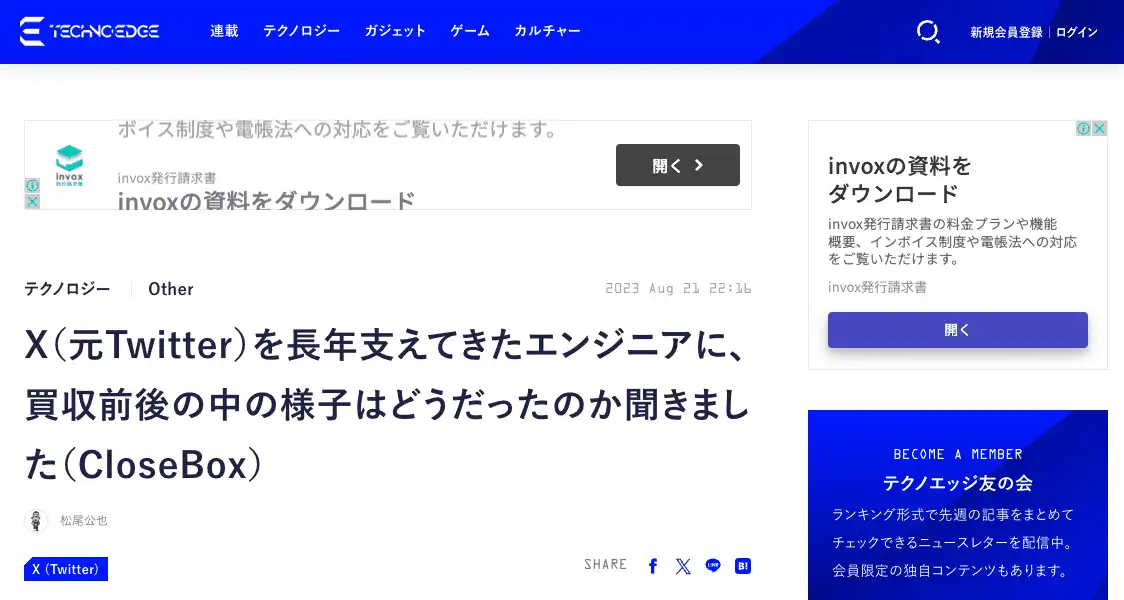 TECHNO-EDGE
連載 テクノロジー ガジェット ゲーム カルチャー
新規会員登録 | ログイン
ボイス制度や電帳法への対応をご覧いただけます。
invox発行請求書
invoxの資料をダウンロード
invox
発行請求書
開く
テクノロジー Other
2023 Aug 21 22:16
X(元Twitter)を長年支えてきたエンジニアに、
買収前後の中の様子はどうだったのか聞きまし
た(CloseBox)
松尾公也
X (Twitter)
SHARE
LINE
B!
invoxの資料を
ダウンロード
invox発行請求書の料金プランや機能
概要、インボイス制度や電帳法への対応
をご覧いただけます。
invox発行請求書
開く
BECOME A MEMBER
テクノエッジ友の会
ランキング形式で先週の記事をまとめて
チェックできるニュースレターを配信中。
会員限定の独自コンテンツもあります。